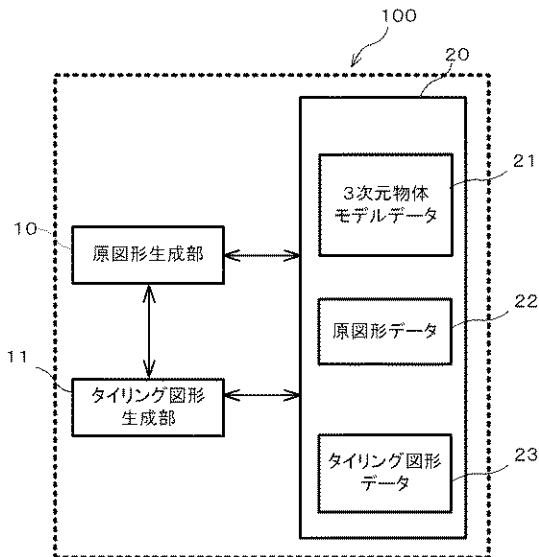 100
20
21
3次元物体
モデルデータ
10
原図形生成部
22
原図形データ
11
タイリング図形
生成部
23
タイリング図形
データ